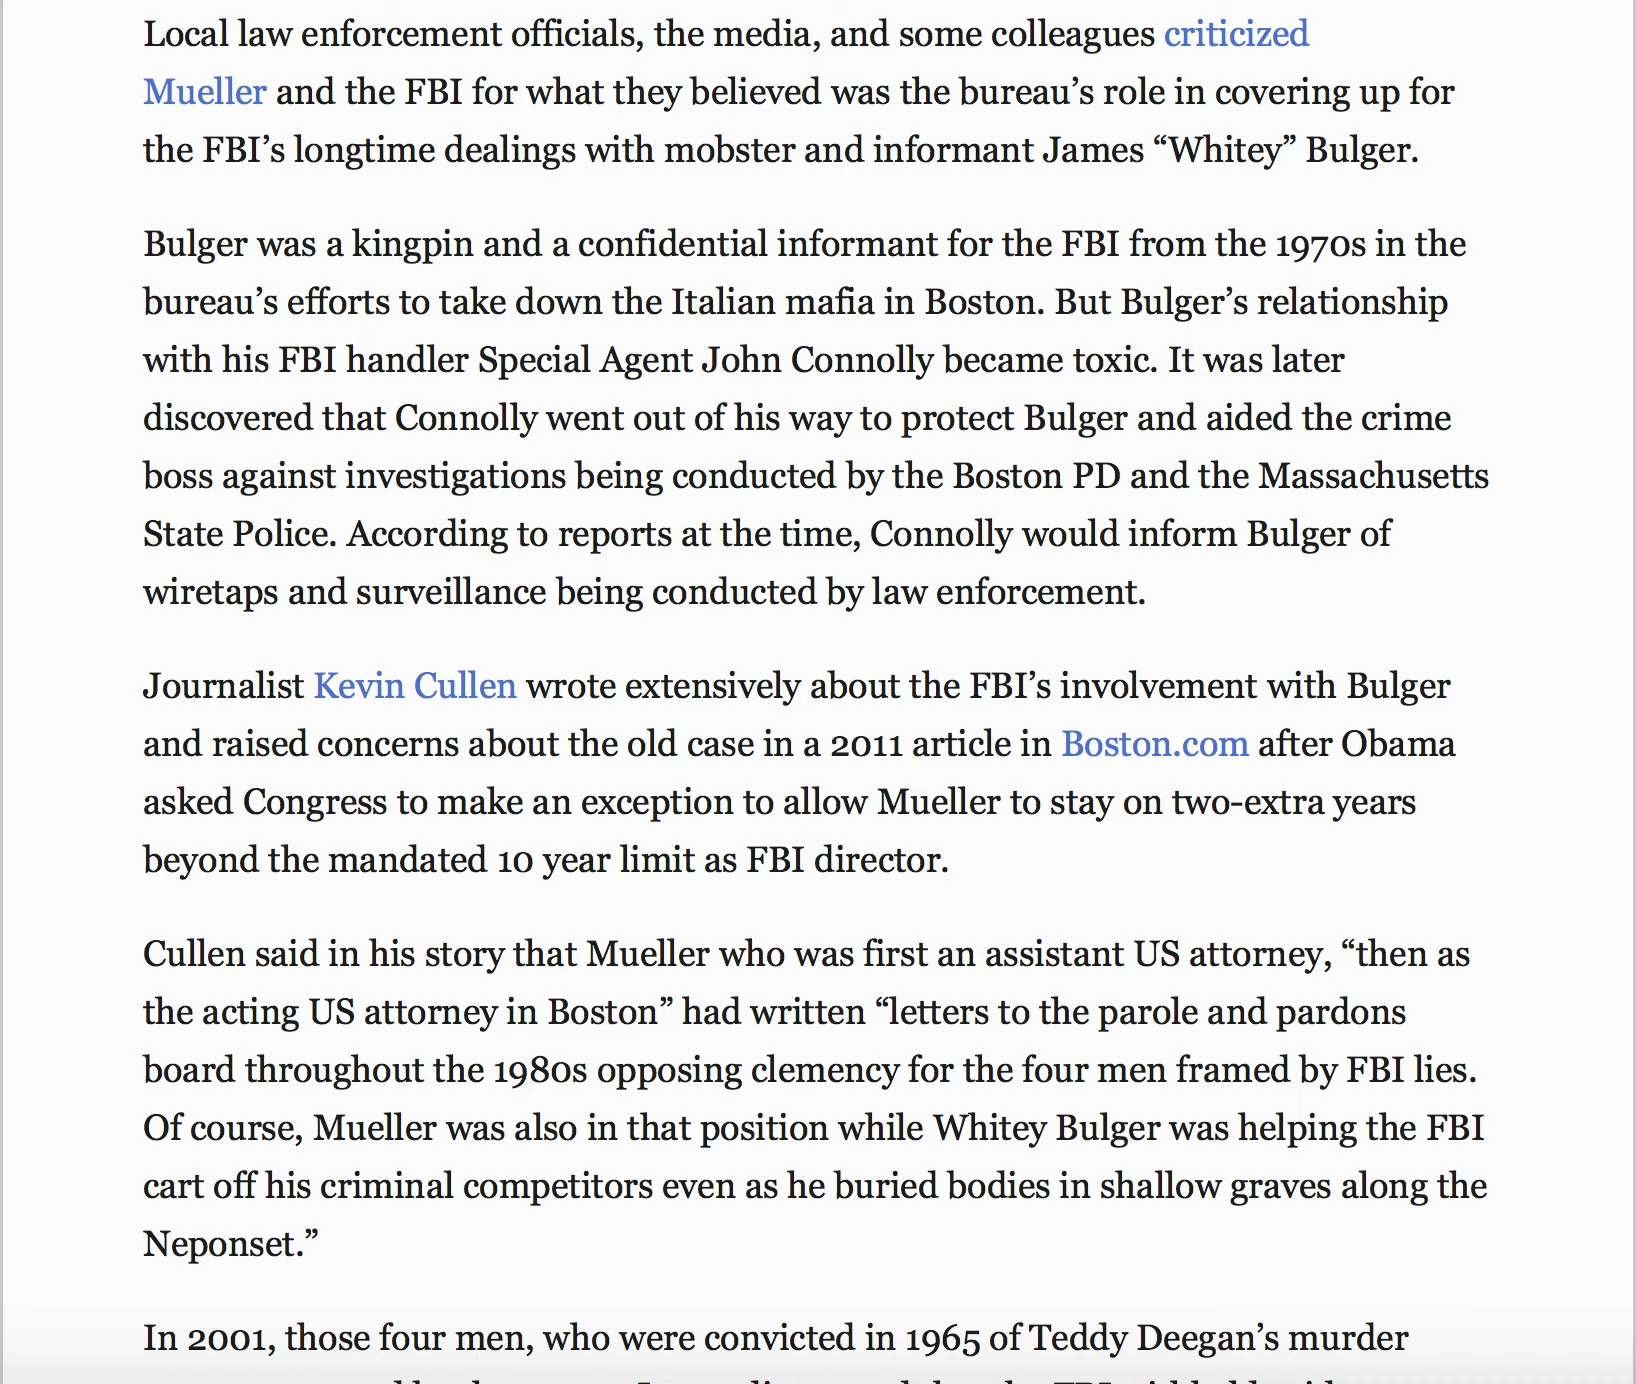 Local law enforcement officials, the media, and some colleagues criticized
Mueller and the FBI for what they believed was the bureau’s role in covering up for
the FBI’s longtime dealings with mobster and informant James “Whitey” Bulger.
Bulger was a kingpin and a confidential informant for the FBI from the 1970s in the
bureau’s efforts to take down the Italian mafia in Boston. But Bulger’s relationship
with his FBI handler Special Agent John Connolly became toxic. It was later
discovered that Connolly went out of his way to protect Bulger and aided the crime
boss against investigations being conducted by the Boston PD and the Massachusetts
State Police. According to reports at the time, Connolly would inform Bulger of
wiretaps and surveillance being conducted by law enforcement.
Journalist Kevin Cullen wrote extensively about the FBI’s involvement with Bulger
and raised concerns about the old case in a 2011 article in Boston.com after Obama
asked Congress to make an exception to allow Mueller to stay on two-extra years
beyond the mandated 10 year limit as FBI director.
Cullen said in his story that Mueller who was first an assistant US attorney, “then as
the acting US attorney in Boston” had written “letters to the parole and pardons
board throughout the 1980s opposing clemency for the four men framed by FBI lies.
Of course, Mueller was also in that position while Whitey Bulger was helping the FBI
cart off his criminal competitors even as he buried bodies in shallow graves along the
Neponset.”
In 2001, those four men, who were convicted in 1965 of Teddy Deegan’s murder